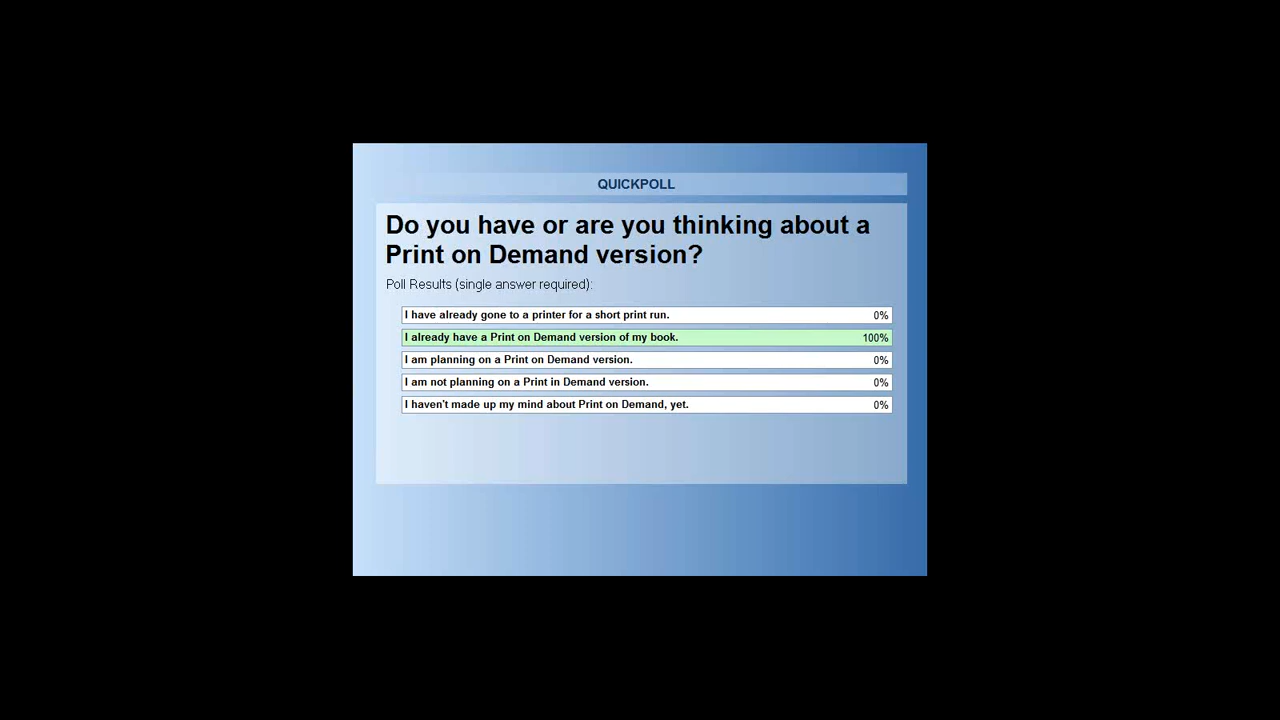 QUICKPOLL
Do you have or are you thinking about a
Print on Demand version?
Poll Results (single answer required):
I have already gone to a printer for a short print run. 0%
I already have a Print on Demand version of my book. 100%
I am planning on a Print on Demand version. 0%
I am not planning on a Print in Demand version. 0%
I haven't made up my mind about Print on Demand, yet. 0%